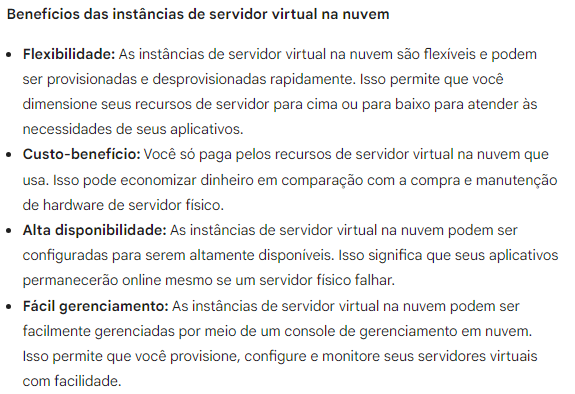 Benefícios das instâncias de servidor virtual na nuvem
• Flexibilidade: As instâncias de servidor virtual na nuvem são flexíveis e podem
ser provisionadas e desprovisionadas rapidamente. Isso permite que você
dimensione seus recursos de servidor para cima ou para baixo para atender às
necessidades de seus aplicativos.
• Custo-benefício: Você só paga pelos recursos de servidor virtual na nuvem que
usa. Isso pode economizar dinheiro em comparação com a compra e manutenção
de hardware de servidor físico.
• Alta disponibilidade: As instâncias de servidor virtual na nuvem podem ser
configuradas para serem altamente disponíveis. Isso significa que seus aplicativos
permanecerão online mesmo se um servidor físico falhar.
• Fácil gerenciamento: As instâncias de servidor virtual na nuvem podem ser
facilmente gerenciadas por meio de um console de gerenciamento em nuvem.
Isso permite que você provisione, configure e monitore seus servidores virtuais
com facilidade.